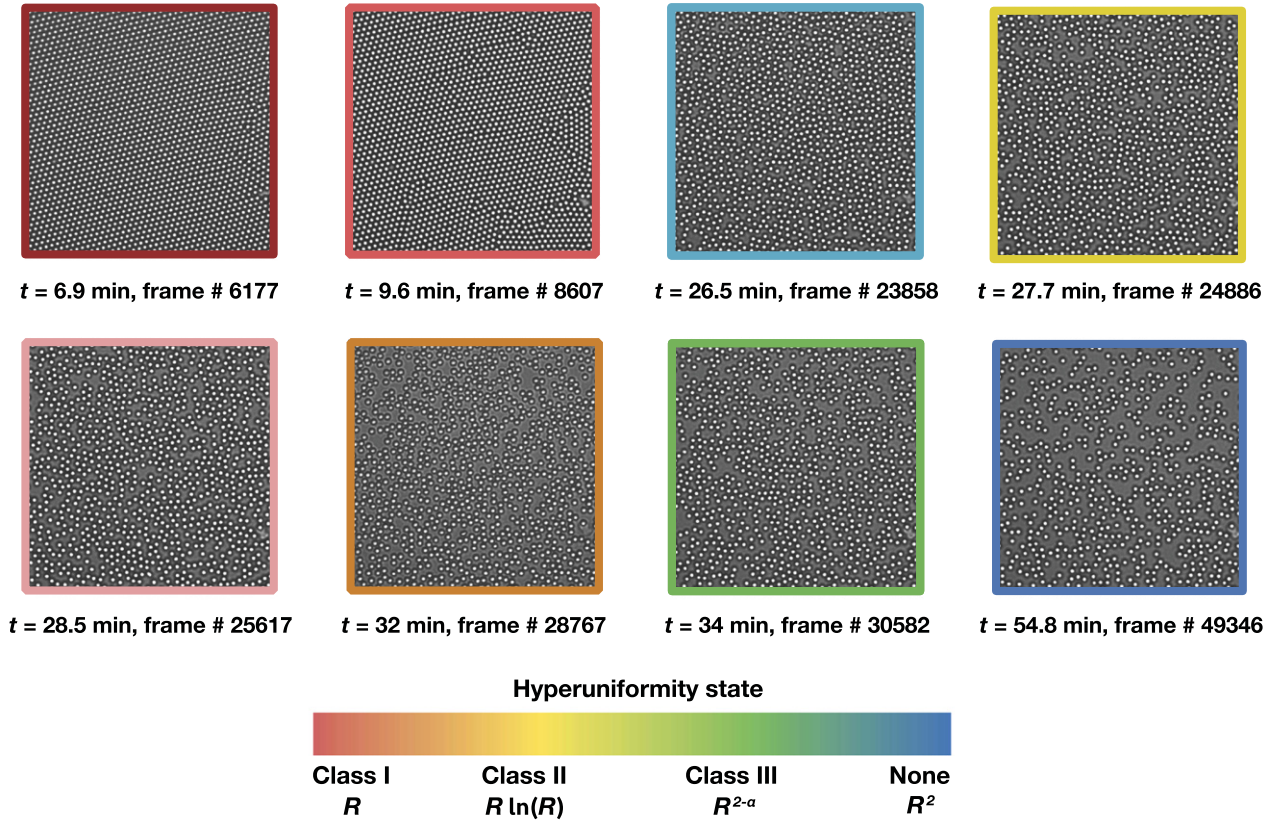 t = 6.9 min, frame # 6177
t = 9.6 min, frame # 8607
t = 26.5 min, frame # 23858
t = 27.7 min, frame # 24886
t = 28.5 min, frame # 25617
t = 32 min, frame # 28767
t = 34 min, frame # 30582
t = 54.8 min, frame # 49346
Hyperuniformity state
Class I
Class II
Class III
None
R
R ln(R)
R²⁻ᵅ
R²